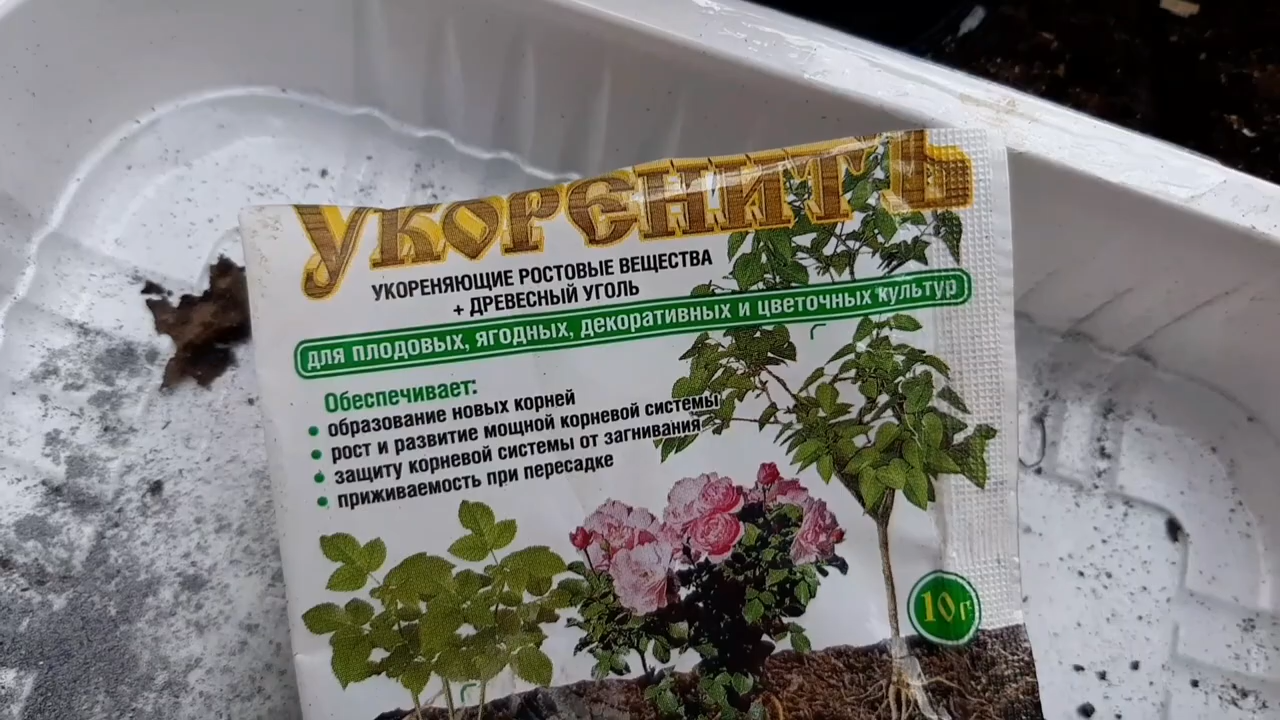 УКОРЕНИТЬ
УКОРЕНЯЮЩИЕ РОСТОВЫЕ ВЕЩЕСТВА
+ ДРЕВЕСНЫЙ УГОЛЬ
для плодовых, ягодных, декоративных и цветочных культур
Обеспечивает:
• образование новых корней
• рост и развитие мощной корневой системы
• защиту корневой системы от загнивания
• приживаемость при пересадке
10 г